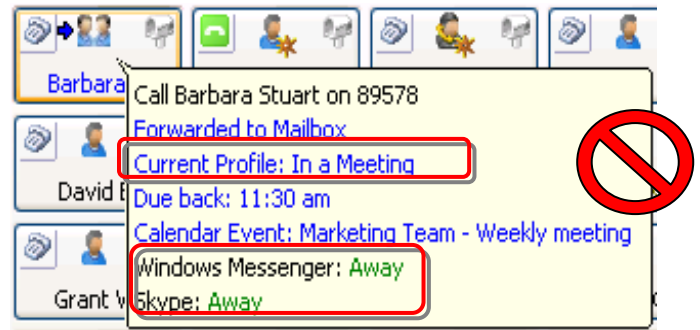 Barbara
Call Barbara Stuart on 89578
Forwarded to Mailbox
Current Profile: In a Meeting
David
Due back: 11:30 am
Calendar Event: Marketing Team - Weekly meeting
Windows Messenger: Away
Grant
Skype: Away